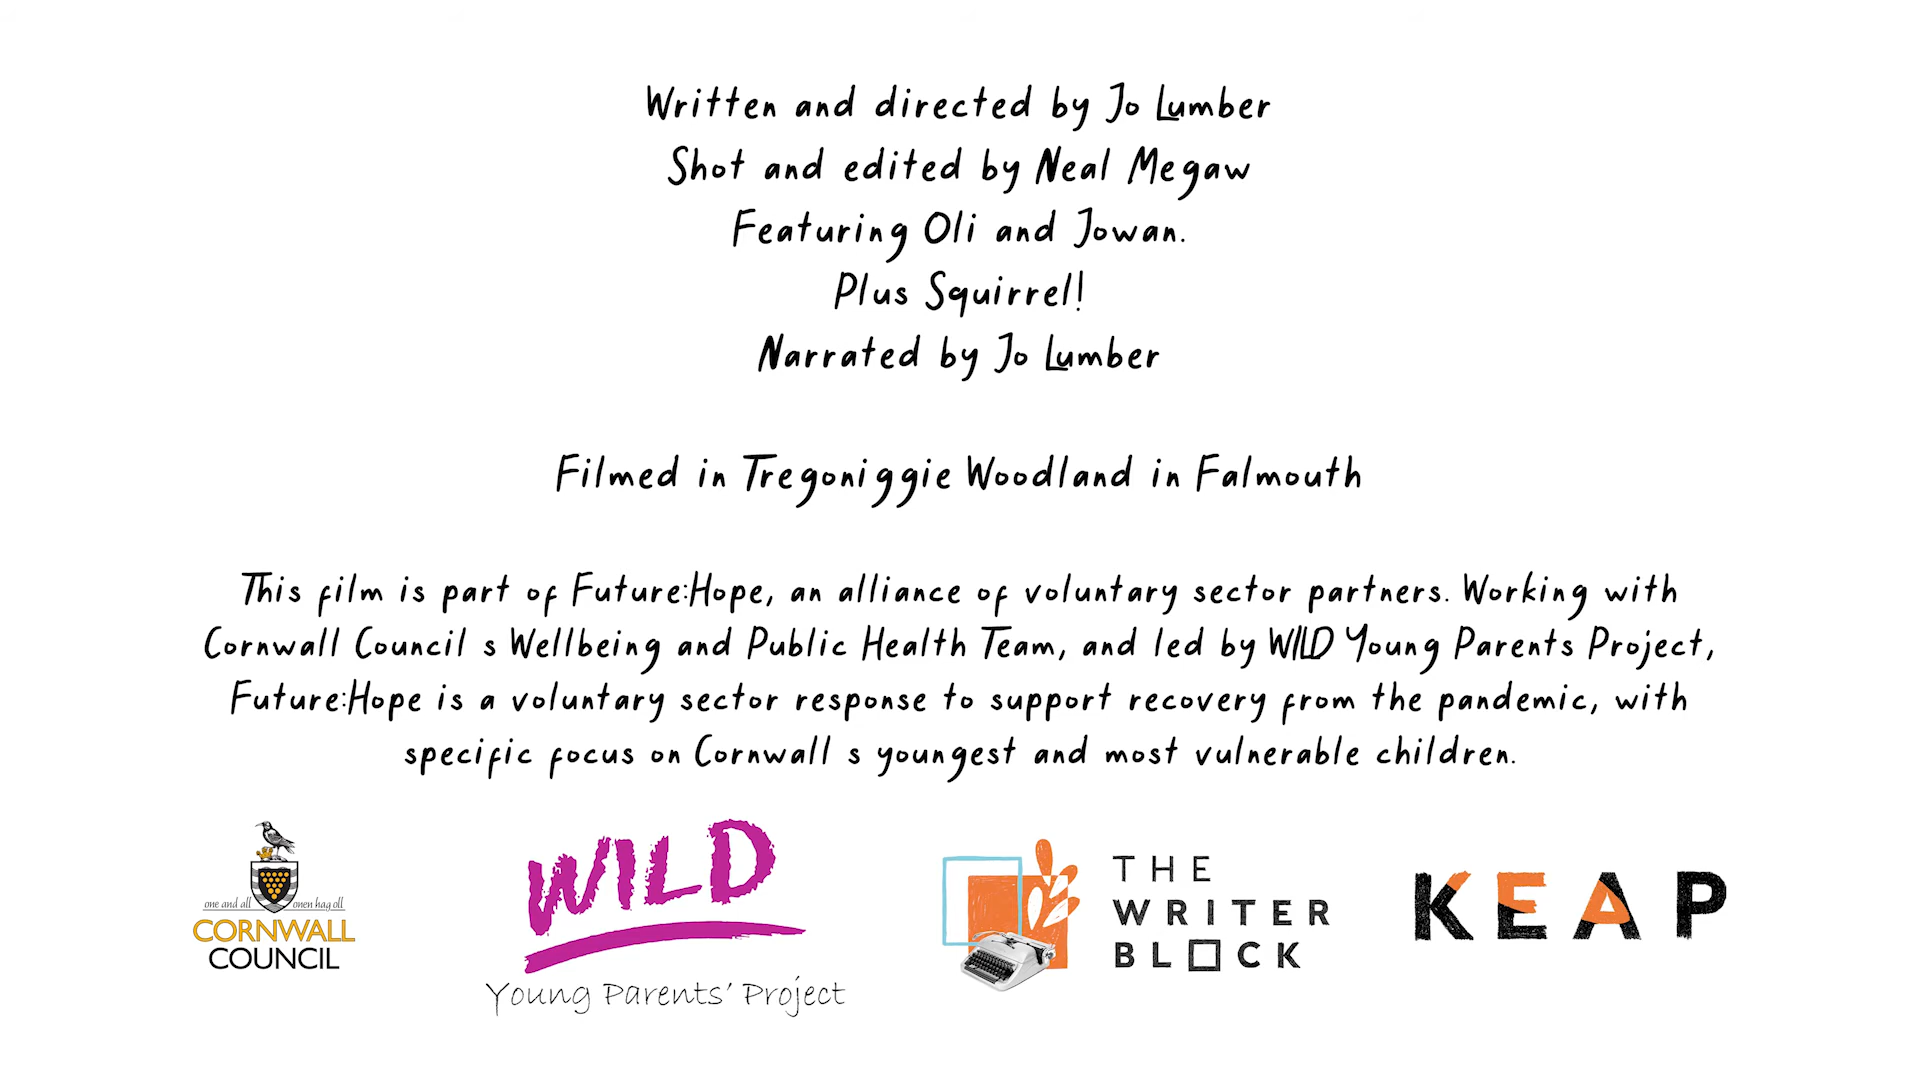 Written and directed by Jo Lumber
Shot and edited by Neal Megaw
Featuring Oli and Jowan.
Plus Squirrel!
Narrated by Jo Lumber
Filmed in Tregoniggie Woodland in Falmouth
This film is part of Future:Hope, an alliance of voluntary sector partners. Working with
Cornwall Council s Wellbeing and Public Health Team, and led by WILD Young Parents Project,
Future:Hope is a voluntary sector response to support recovery from the pandemic, with
specific focus on Cornwall s youngest and most vulnerable children.
one and all onen hag oll
CORNWALL
COUNCIL
WILD
Young Parents' Project
THE
WRITER
BLOCK
KEAP